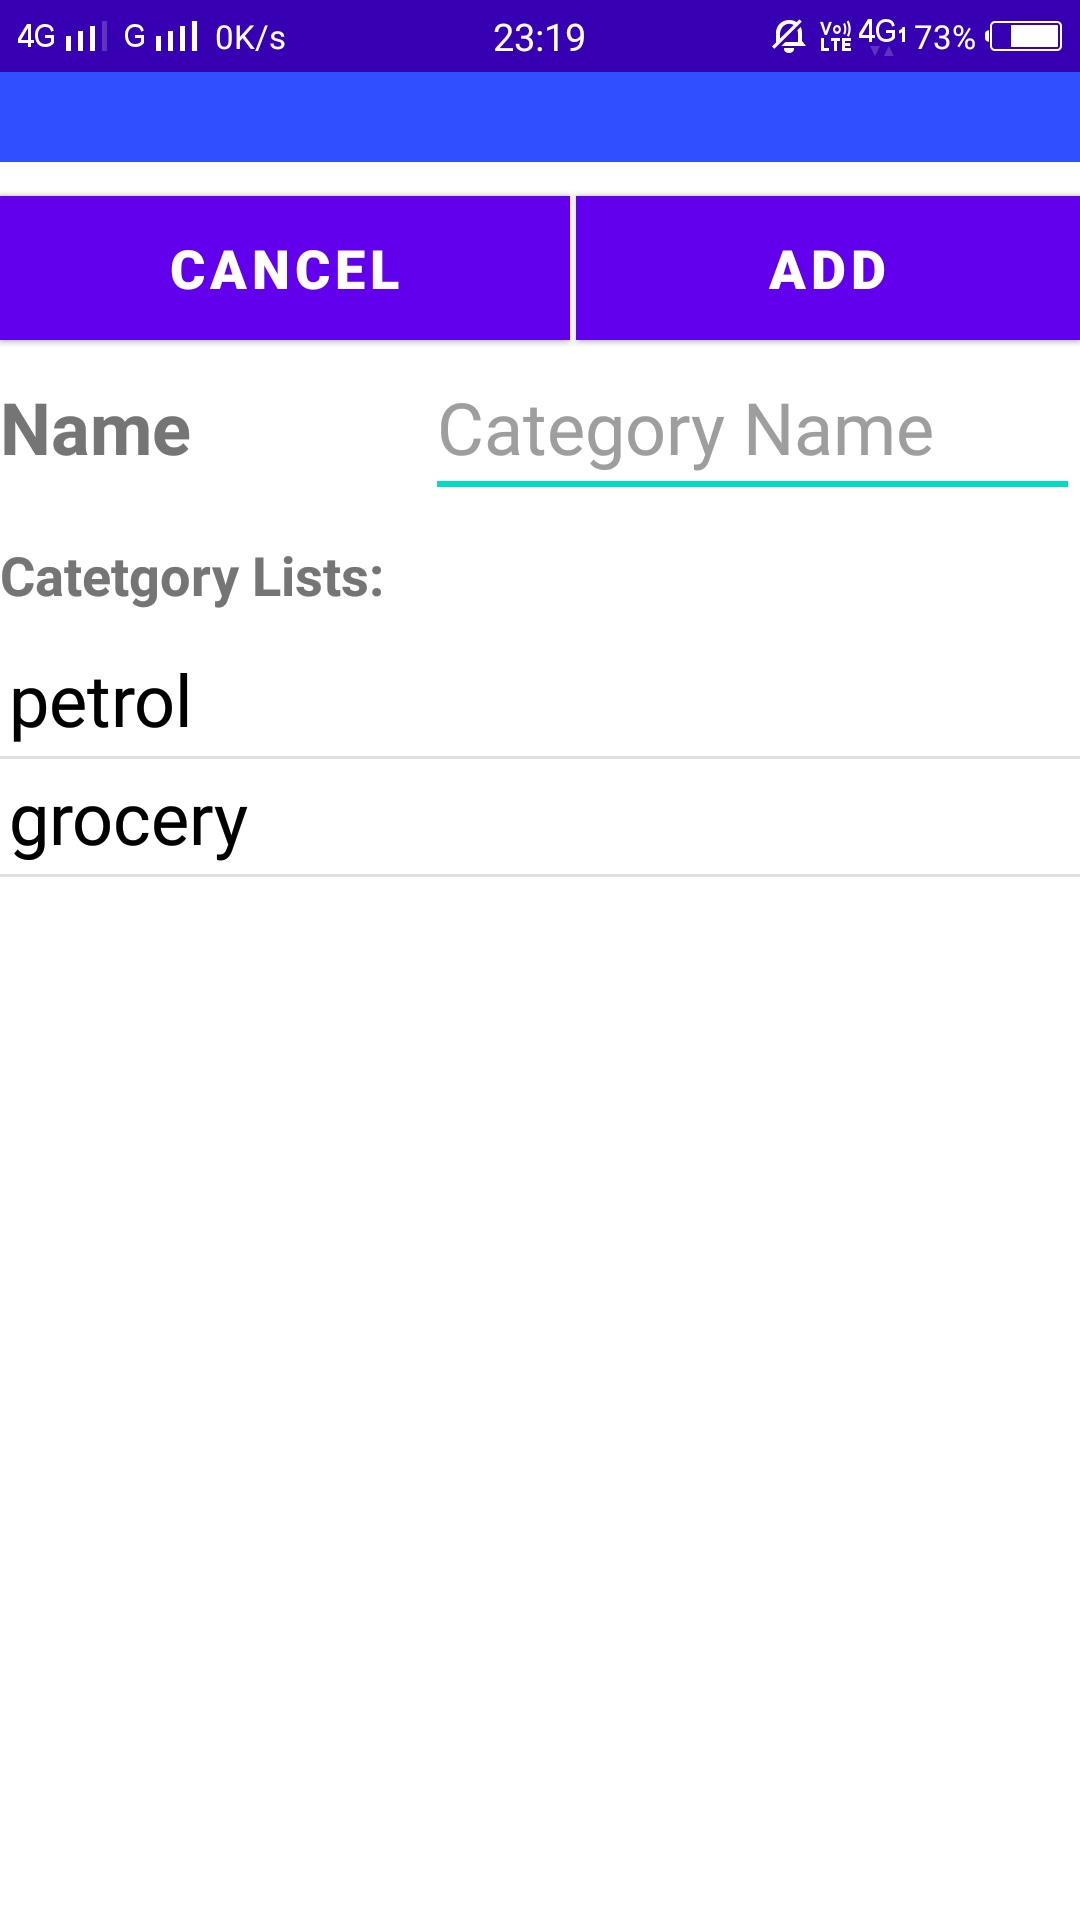 4G G 0K/s 23:19 Vo)) LTE 4G1 73%
CANCEL ADD
Name Category Name
Catetgory Lists:
petrol
grocery